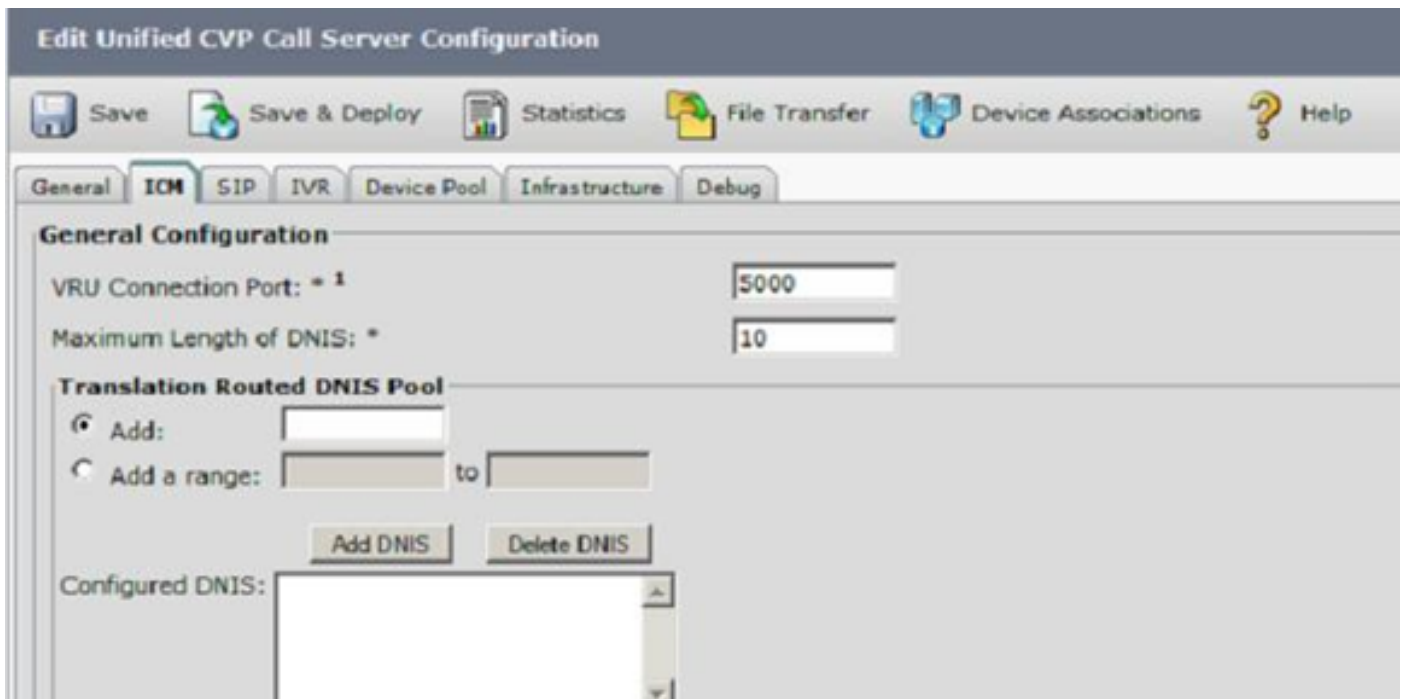 Edit Unified CVP Call Server Configuration
Save Save & Deploy Statistics File Transfer Device Associations Help
General ICM SIP IVR Device Pool Infrastructure Debug
General Configuration
VRU Connection Port: * 1 5000
Maximum Length of DNIS: * 10
Translation Routed DNIS Pool
Add:
Add a range: to
Add DNIS Delete DNIS
Configured DNIS: